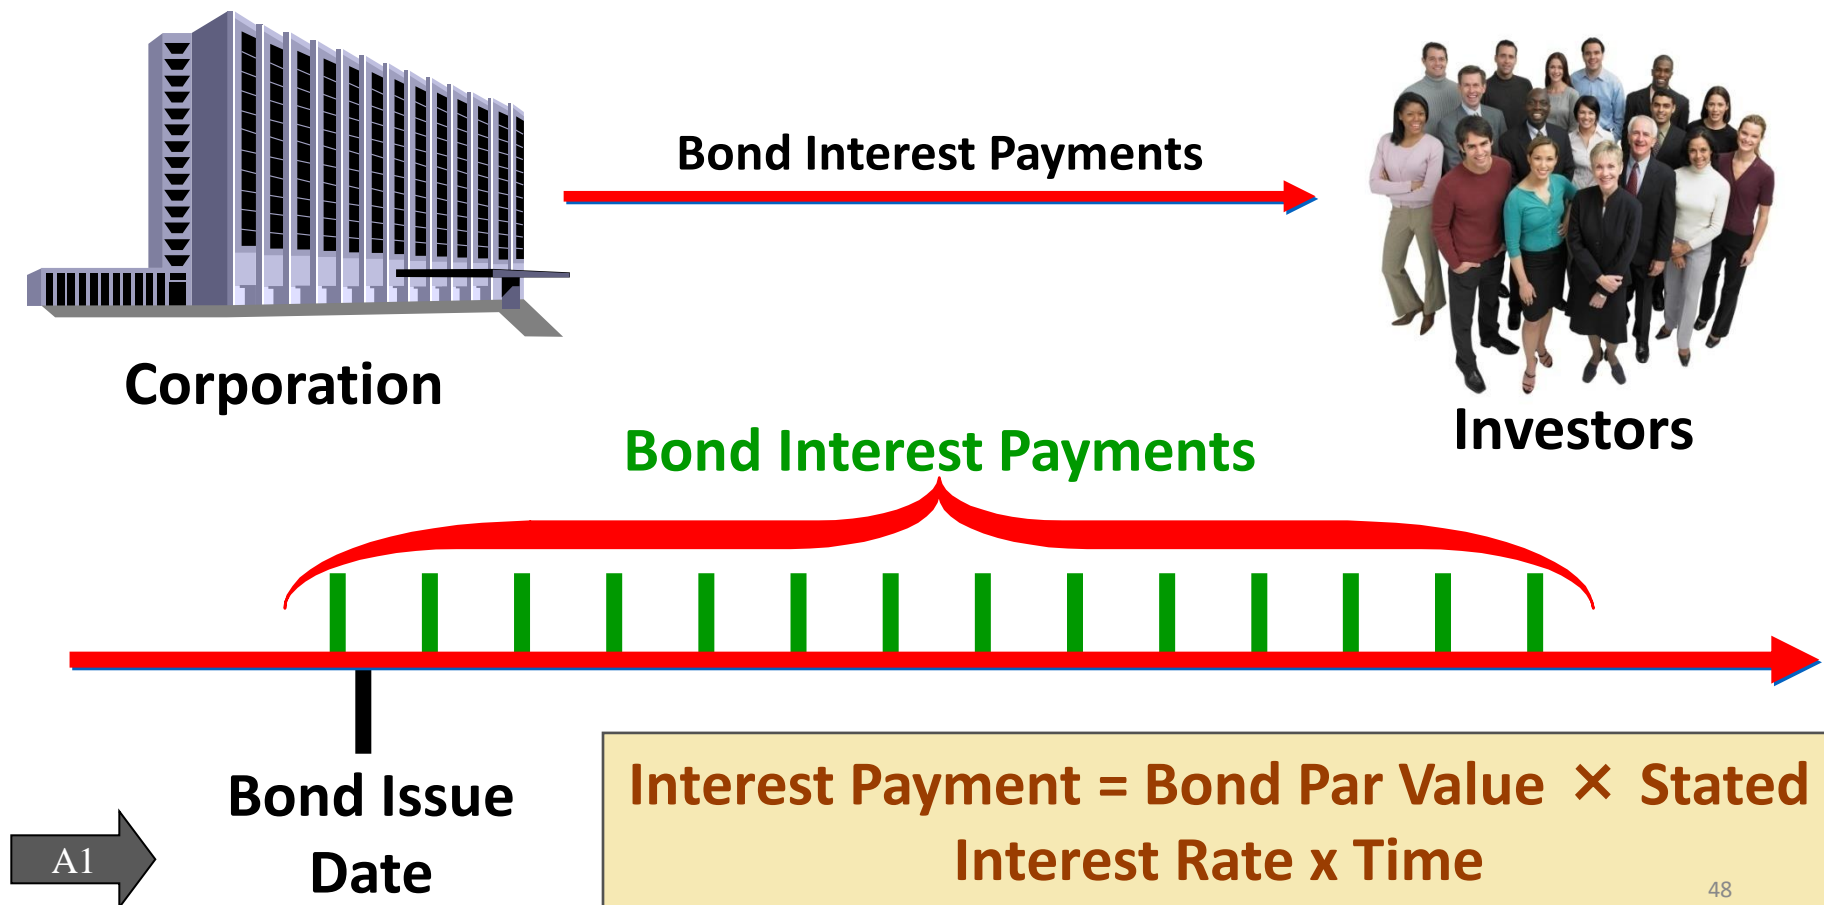 Bond Interest Payments
Corporation
Investors
Bond Interest Payments
Bond Issue
Date
Interest Payment = Bond Par Value × Stated
Interest Rate x Time
A1
48